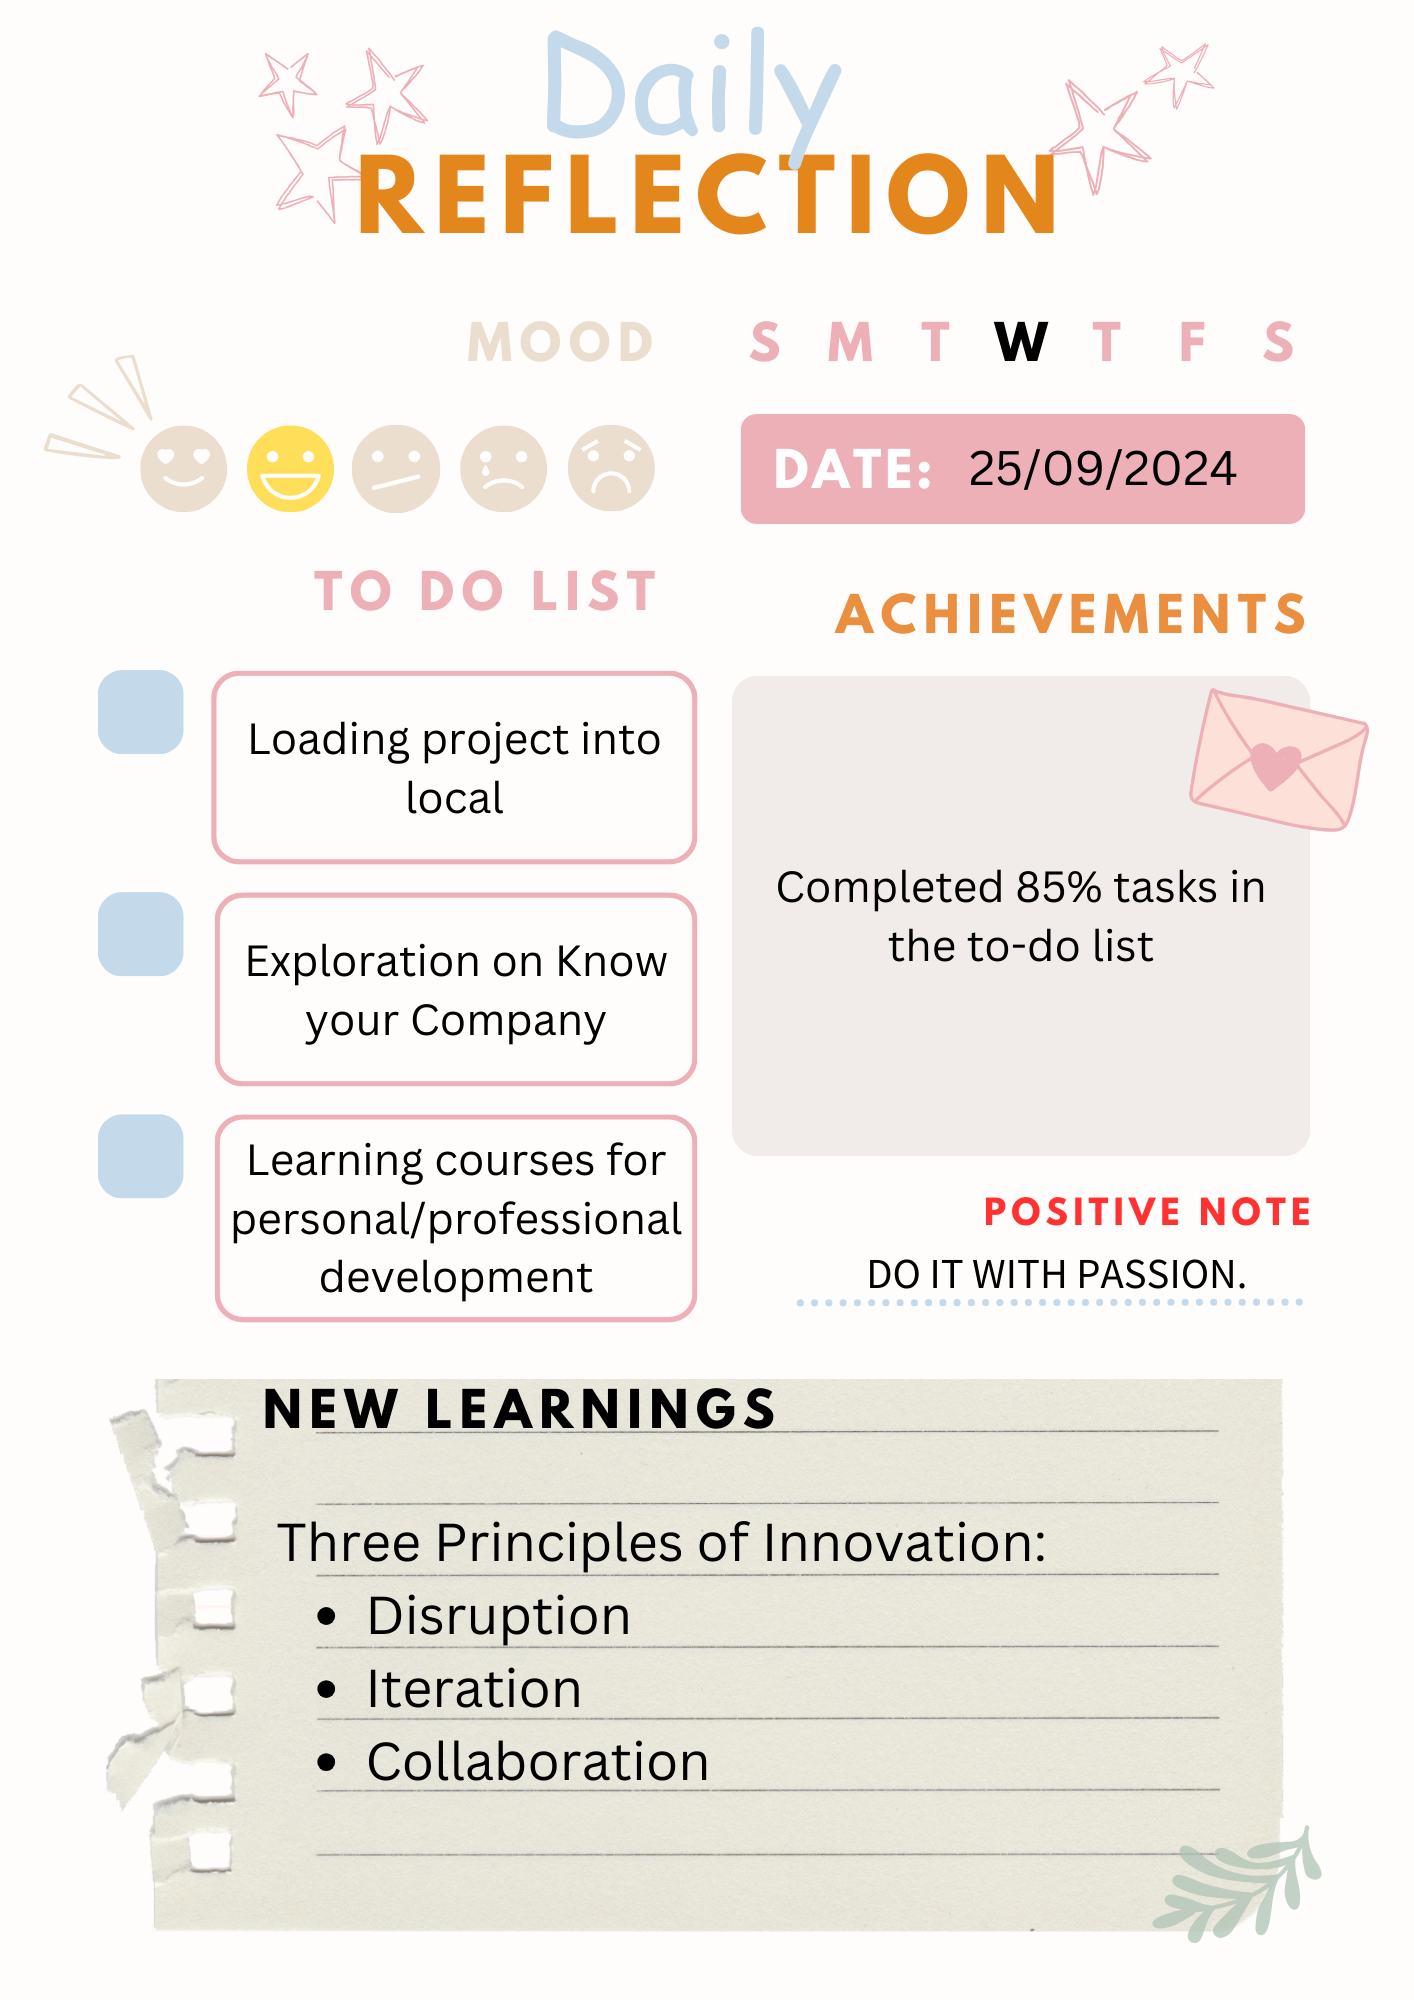 Daily
REFLECTION
MOOD
S M T W T F S
DATE: 25/09/2024
TO DO LIST
Loading project into
local
Exploration on Know
your Company
Learning courses for
personal/professional
development
ACHIEVEMENTS
Completed 85% tasks in
the to-do list
POSITIVE NOTE
DO IT WITH PASSION.
NEW LEARNINGS
Three Principles of Innovation:
• Disruption
• Iteration
• Collaboration